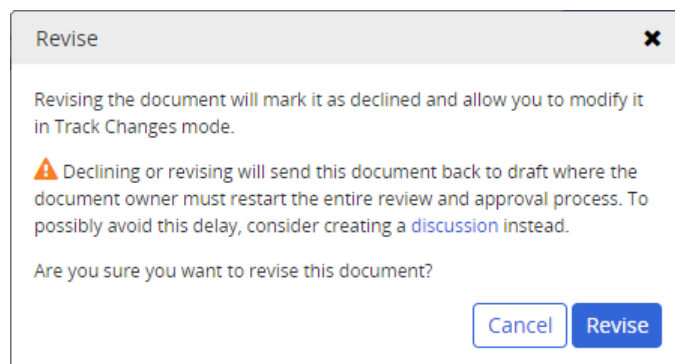 Revise
Revising the document will mark it as declined and allow you to modify it
in Track Changes mode.
Declining or revising will send this document back to draft where the
document owner must restart the entire review and approval process. To
possibly avoid this delay, consider creating a discussion instead.
Are you sure you want to revise this document?
Cancel Revise